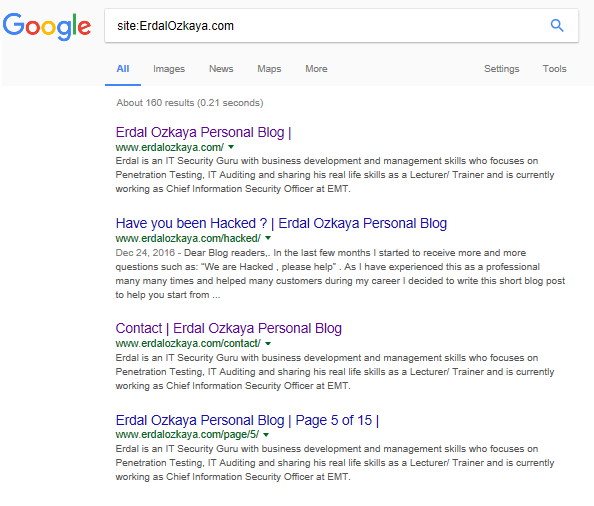 Google
site:ErdalOzkaya.com
All Images News Maps More Settings Tools
About 160 results (0.21 seconds)
Erdal Ozkaya Personal Blog |
www.erdalozkaya.com/
Erdal is an IT Security Guru with business development and management skills who focuses on
Penetration Testing, IT Auditing and sharing his real life skills as a Lecturer/ Trainer and is currently
working as Chief Information Security Officer at EMT.
Have you been Hacked ? | Erdal Ozkaya Personal Blog
www.erdalozkaya.com/hacked/
Dec 24, 2016 - Dear Blog readers,. In the last few months I started to receive more and more
questions such as: “We are Hacked , please help” . As I have experienced this as a professional
many many times and helped many customers during my career I decided to write this short blog post
to help you start from ...
Contact | Erdal Ozkaya Personal Blog
www.erdalozkaya.com/contact/
Erdal is an IT Security Guru with business development and management skills who focuses on
Penetration Testing, IT Auditing and sharing his real life skills as a Lecturer/ Trainer and is currently
working as Chief Information Security Officer at EMT.
Erdal Ozkaya Personal Blog | Page 5 of 15 |
www.erdalozkaya.com/page/5/
Erdal is an IT Security Guru with business development and management skills who focuses on
Penetration Testing, IT Auditing and sharing his real life skills as a Lecturer/ Trainer and is currently
working as Chief Information Security Officer at EMT.